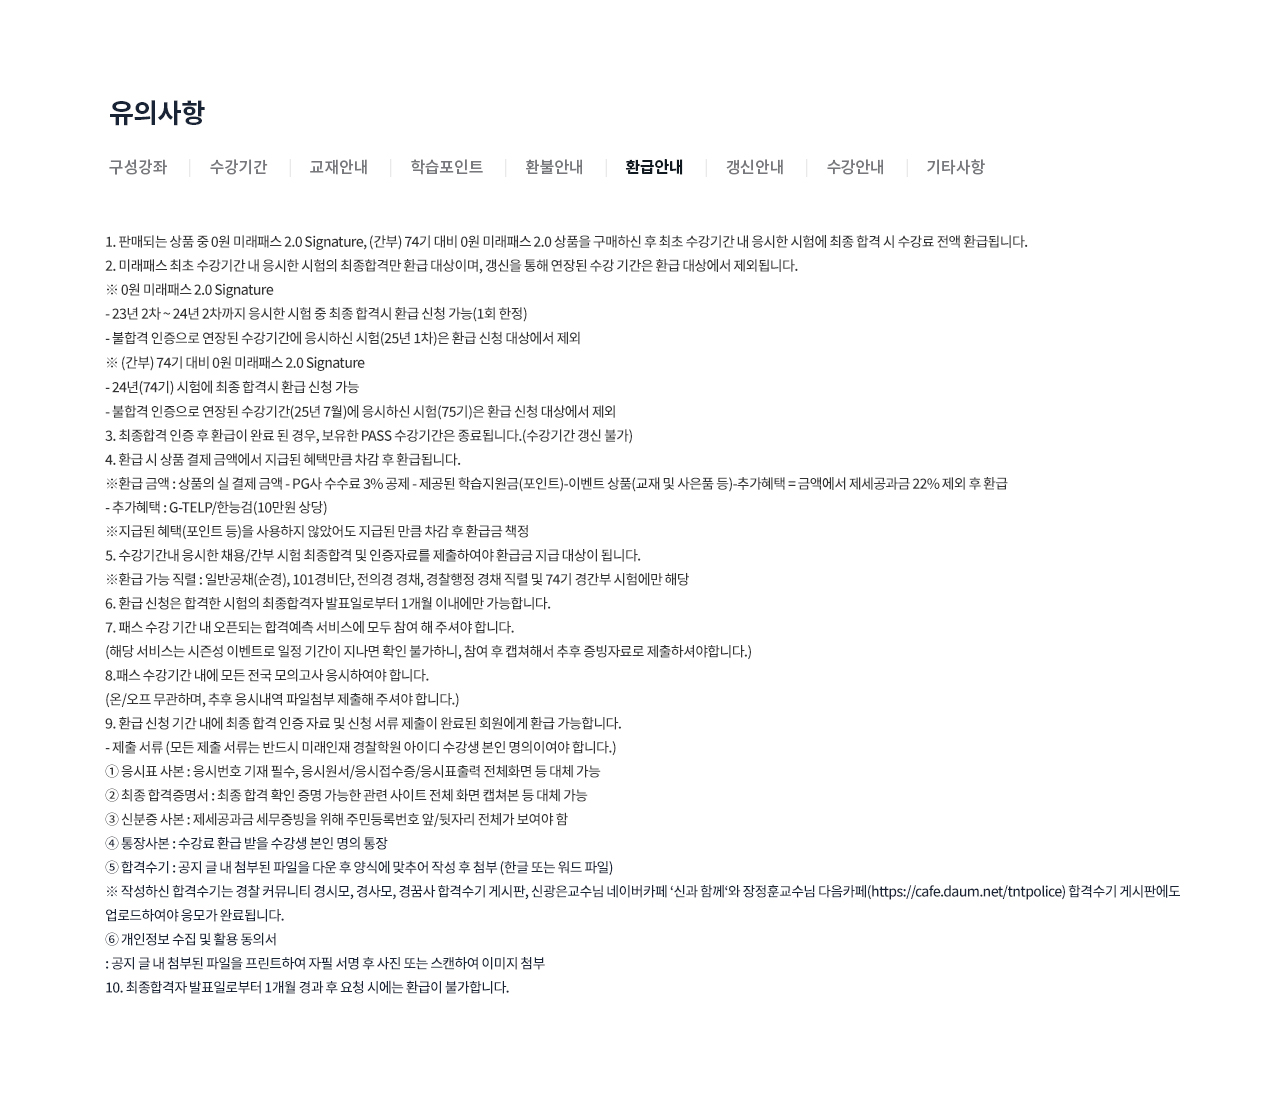 유의사항
구성강좌 | 수강기간 | 교재안내 | 학습포인트 | 환불안내 | 환급안내 | 갱신안내 | 수강안내 | 기타사항
1. 판매되는 상품 중 0원 미래패스 2.0 Signature, (간부) 74기 대비 0원 미래패스 2.0 상품을 구매하신 후 최초 수강기간 내 응시한 시험에 최종 합격 시 수강료 전액 환급됩니다.
2. 미래패스 최초 수강기간 내 응시한 시험의 최종합격만 환급 대상이며, 갱신을 통해 연장된 수강 기간은 환급 대상에서 제외됩니다.
※ 0원 미래패스 2.0 Signature
- 23년 2차 ~ 24년 2차까지 응시한 시험 중 최종 합격시 환급 신청 가능(1회 한정)
- 불합격 인증으로 연장된 수강기간에 응시하신 시험(25년 1차)은 환급 신청 대상에서 제외
※ (간부) 74기 대비 0원 미래패스 2.0 Signature
- 24년(74기) 시험에 최종 합격시 환급 신청 가능
- 불합격 인증으로 연장된 수강기간(25년 7월)에 응시하신 시험(75기)은 환급 신청 대상에서 제외
3. 최종합격 인증 후 환급이 완료 된 경우, 보유한 PASS 수강기간은 종료됩니다.(수강기간 갱신 불가)
4. 환급 시 상품 결제 금액에서 지급된 혜택만큼 차감 후 환급됩니다.
※환급 금액 : 상품의 실 결제 금액 - PG사 수수료 3% 공제 - 제공된 학습지원금(포인트)-이벤트 상품(교재 및 사은품 등)-추가혜택 = 금액에서 제세공과금 22% 제외 후 환급
- 추가혜택 : G-TELP/한능검(10만원 상당)
※지급된 혜택(포인트 등)을 사용하지 않았어도 지급된 만큼 차감 후 환급금 책정
5. 수강기간내 응시한 채용/간부 시험 최종합격 및 인증자료를 제출하여야 환급금 지급 대상이 됩니다.
※환급 가능 직렬 : 일반공채(순경), 101경비단, 전의경 경채, 경찰행정 경채 직렬 및 74기 경간부 시험에만 해당
6. 환급 신청은 합격한 시험의 최종합격자 발표일로부터 1개월 이내에만 가능합니다.
7. 패스 수강 기간 내 오픈되는 합격예측 서비스에 모두 참여 해 주셔야 합니다.
(해당 서비스는 시즌성 이벤트로 일정 기간이 지나면 확인 불가하니, 참여 후 캡쳐해서 추후 증빙자료로 제출하셔야합니다.)
8.패스 수강기간 내에 모든 전국 모의고사 응시하여야 합니다.
(온/오프 무관하며, 추후 응시내역 파일첨부 제출해 주셔야 합니다.)
9. 환급 신청 기간 내에 최종 합격 인증 자료 및 신청 서류 제출이 완료된 회원에게 환급 가능합니다.
- 제출 서류 (모든 제출 서류는 반드시 미래인재 경찰학원 아이디 수강생 본인 명의이여야 합니다.)
① 응시표 사본 : 응시번호 기재 필수, 응시원서/응시접수증/응시표출력 전체화면 등 대체 가능
② 최종 합격증명서 : 최종 합격 확인 증명 가능한 관련 사이트 전체 화면 캡쳐본 등 대체 가능
③ 신분증 사본 : 제세공과금 세무증빙을 위해 주민등록번호 앞/뒷자리 전체가 보여야 함
④ 통장사본 : 수강료 환급 받을 수강생 본인 명의 통장
⑤ 합격수기 : 공지 글 내 첨부된 파일을 다운 후 양식에 맞추어 작성 후 첨부 (한글 또는 워드 파일)
※ 작성하신 합격수기는 경찰 커뮤니티 경시모, 경사모, 경꿈사 합격수기 게시판, 신광은교수님 네이버카페 ‘신과 함께‘와 장정훈교수님 다음카페(https://cafe.daum.net/tntpolice) 합격수기 게시판에도
업로드하여야 응모가 완료됩니다.
⑥ 개인정보 수집 및 활용 동의서
: 공지 글 내 첨부된 파일을 프린트하여 자필 서명 후 사진 또는 스캔하여 이미지 첨부
10. 최종합격자 발표일로부터 1개월 경과 후 요청 시에는 환급이 불가합니다.